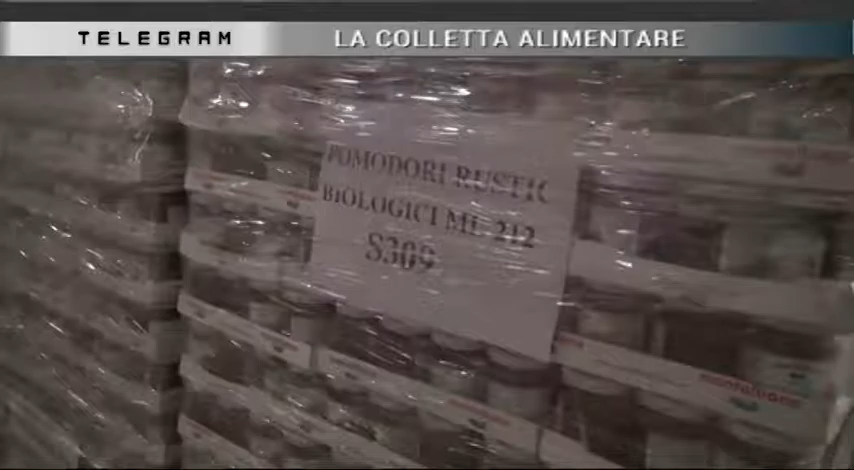 TELEGRAM
LA COLLETTA ALIMENTARE
POMODORI RUSTIC
BIOLOGICI ML 212
S309